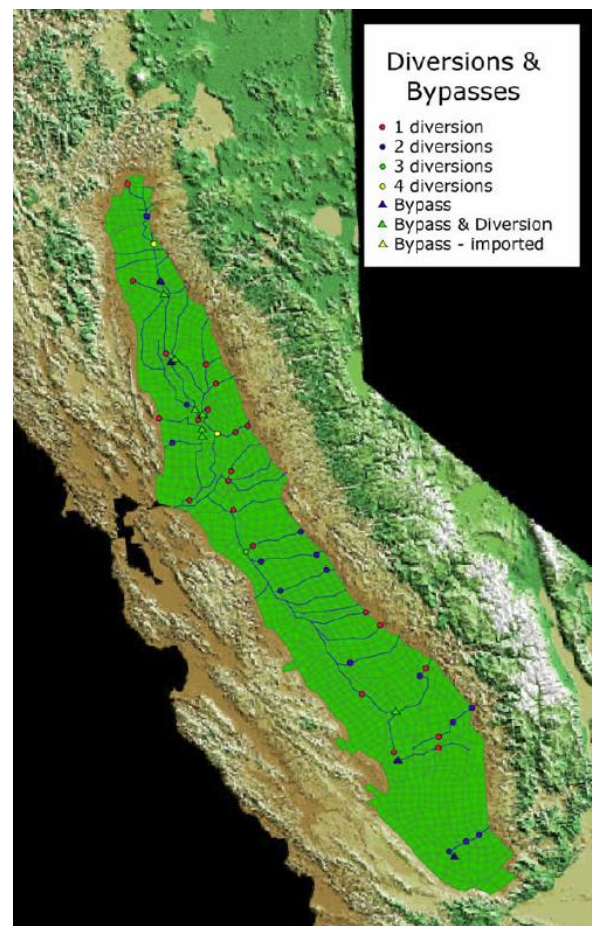 Diversions &
Bypasses
1 diversion
2 diversions
3 diversions
4 diversions
Bypass
Bypass & Diversion
Bypass - imported